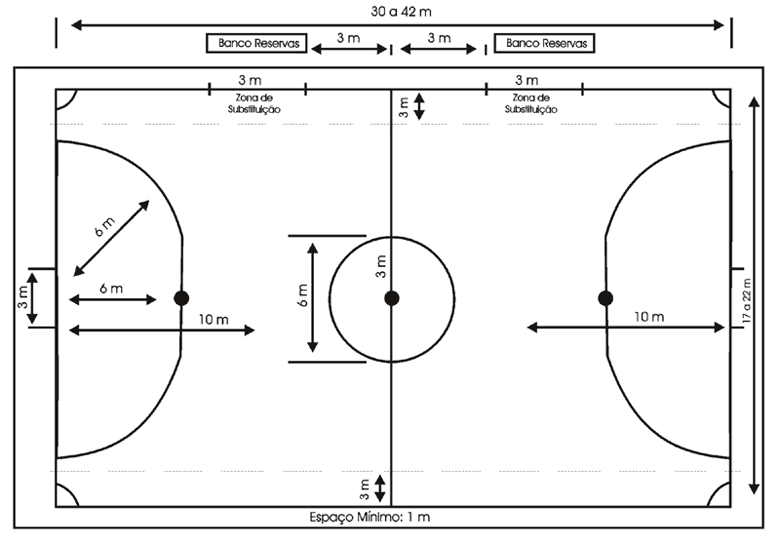 30 a 42 m
Banco Reservas
3 m
3 m
Banco Reservas
3 m
3 m
Zona de
Substituição
3 m
Zona de
Substituição
6 m
3 m
6 m
3 m
6 m
10 m
10 m
17 a 22 m
3 m
Espaço Mínimo: 1 m